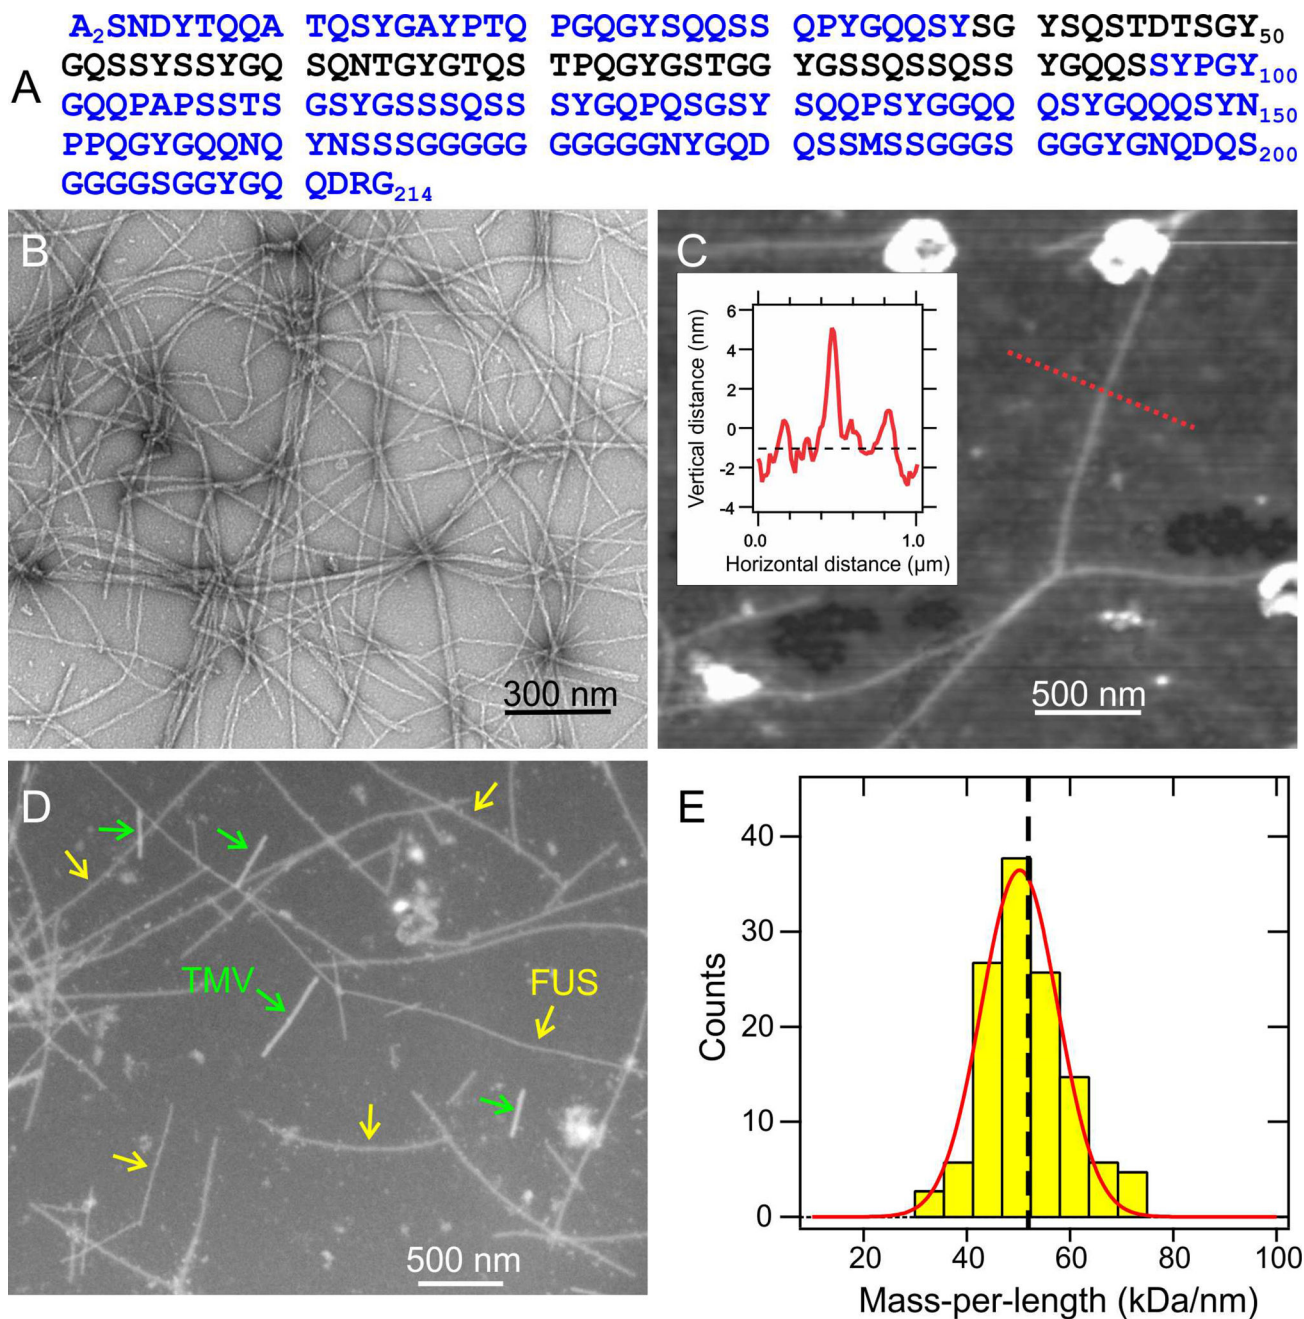 A
A2SNDYTQQA TQSYGAYPTQ PGQGYSQQSS QPYGQQSYSG YSQSTDTSGY50
GQSSYSSYGQ SQNTGYGTQS TPQGYGSTGG YGSSQSSQSS YGQQSSYPGY100
GQQPAPSSTS GSYGSSSQSS SYGQPQSGSY SQQPSYGGQQ QSYGQQQSYN150
PPQGYGQQNQ YNSSSGGGGG GGGGGNYGQD QSSMSSGGGS GGGYGNQDQS200
GGGGSGGYGQ QDRG214
B
300 nm
C
Vertical distance (nm)
6
4
2
0
-2
-4
0.0 1.0
Horizontal distance (µm)
500 nm
D
TMV
FUS
500 nm
E
Counts
40
30
20
10
0
20 40 60 80 100
Mass-per-length (kDa/nm)